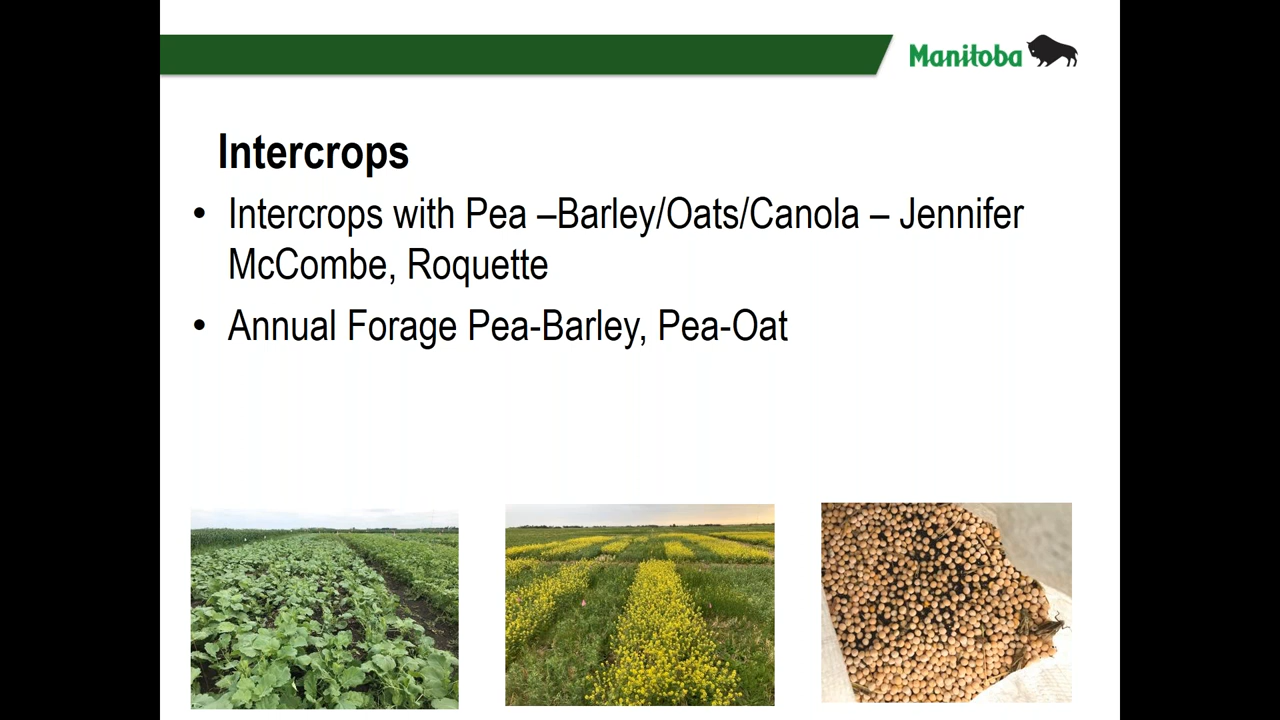 Manitoba
Intercrops
• Intercrops with Pea –Barley/Oats/Canola – Jennifer
McCombe, Roquette
• Annual Forage Pea-Barley, Pea-Oat